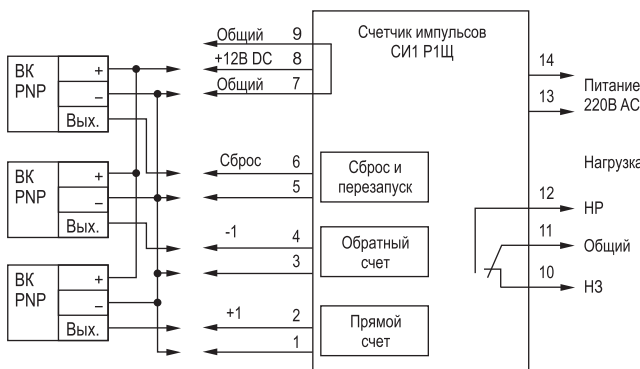 Счетчик импульсов
СИ1 Р1Щ
ВК
PNP
+
–
Вых.
ВК
PNP
+
–
Вых.
ВК
PNP
+
–
Вых.
Общий 9
+12В DC 8
Общий 7
Сброс 6
5
-1 4
3
+1 2
1
Сброс и
перезапуск
Обратный
счет
Прямой
счет
14
13
Питание
220В AC
Нагрузка
12 НР
11 Общий
10 НЗ